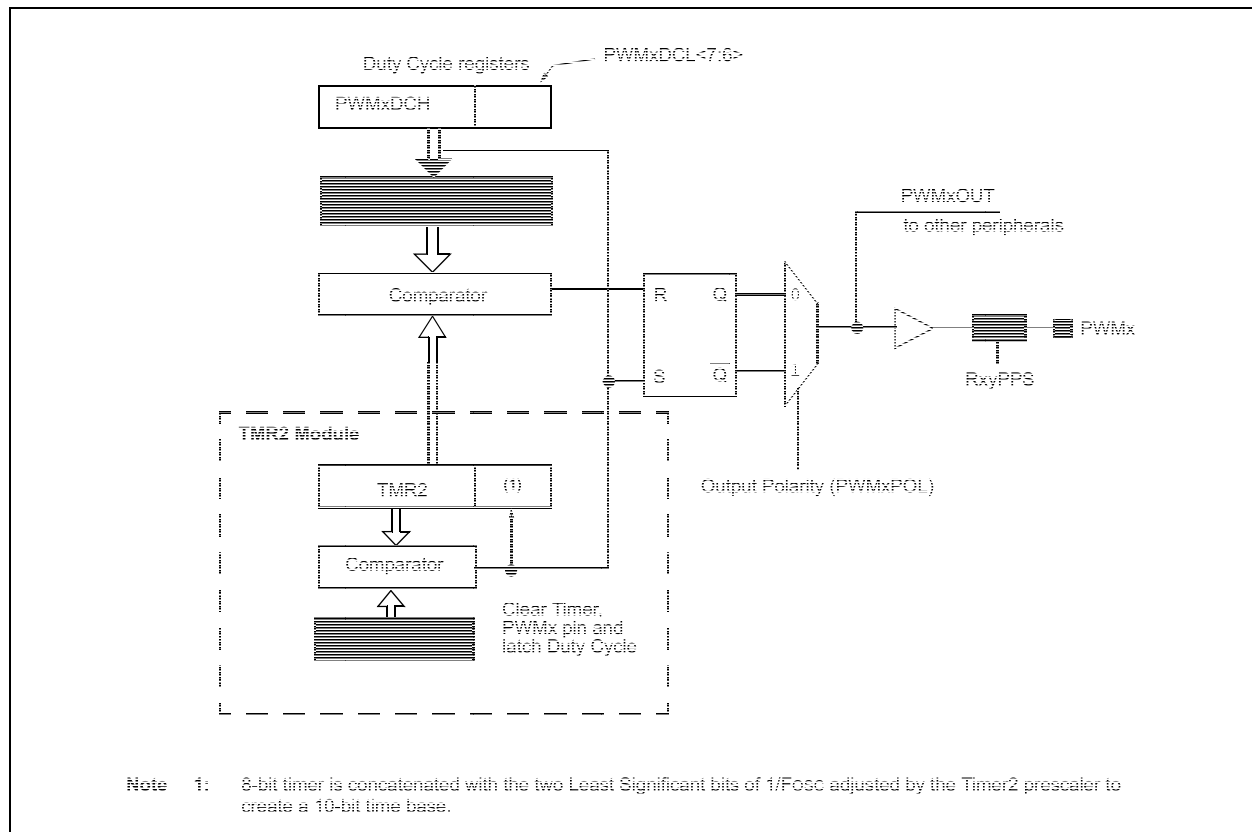 Duty Cycle registers
PWMxDCL<7:6>
PWMxDCH
PWMxOUT
to other peripherals
Comparator
R
Q
0
S
Q
1
PWMx
RxyPPS
TMR2 Module
TMR2
(1)
Output Polarity (PWMxPOL)
Comparator
Clear Timer,
PWMx pin and
latch Duty Cycle
Note 1: 8-bit timer is concatenated with the two Least Significant bits of 1/Fosc adjusted by the Timer2 prescaler to
create a 10-bit time base.